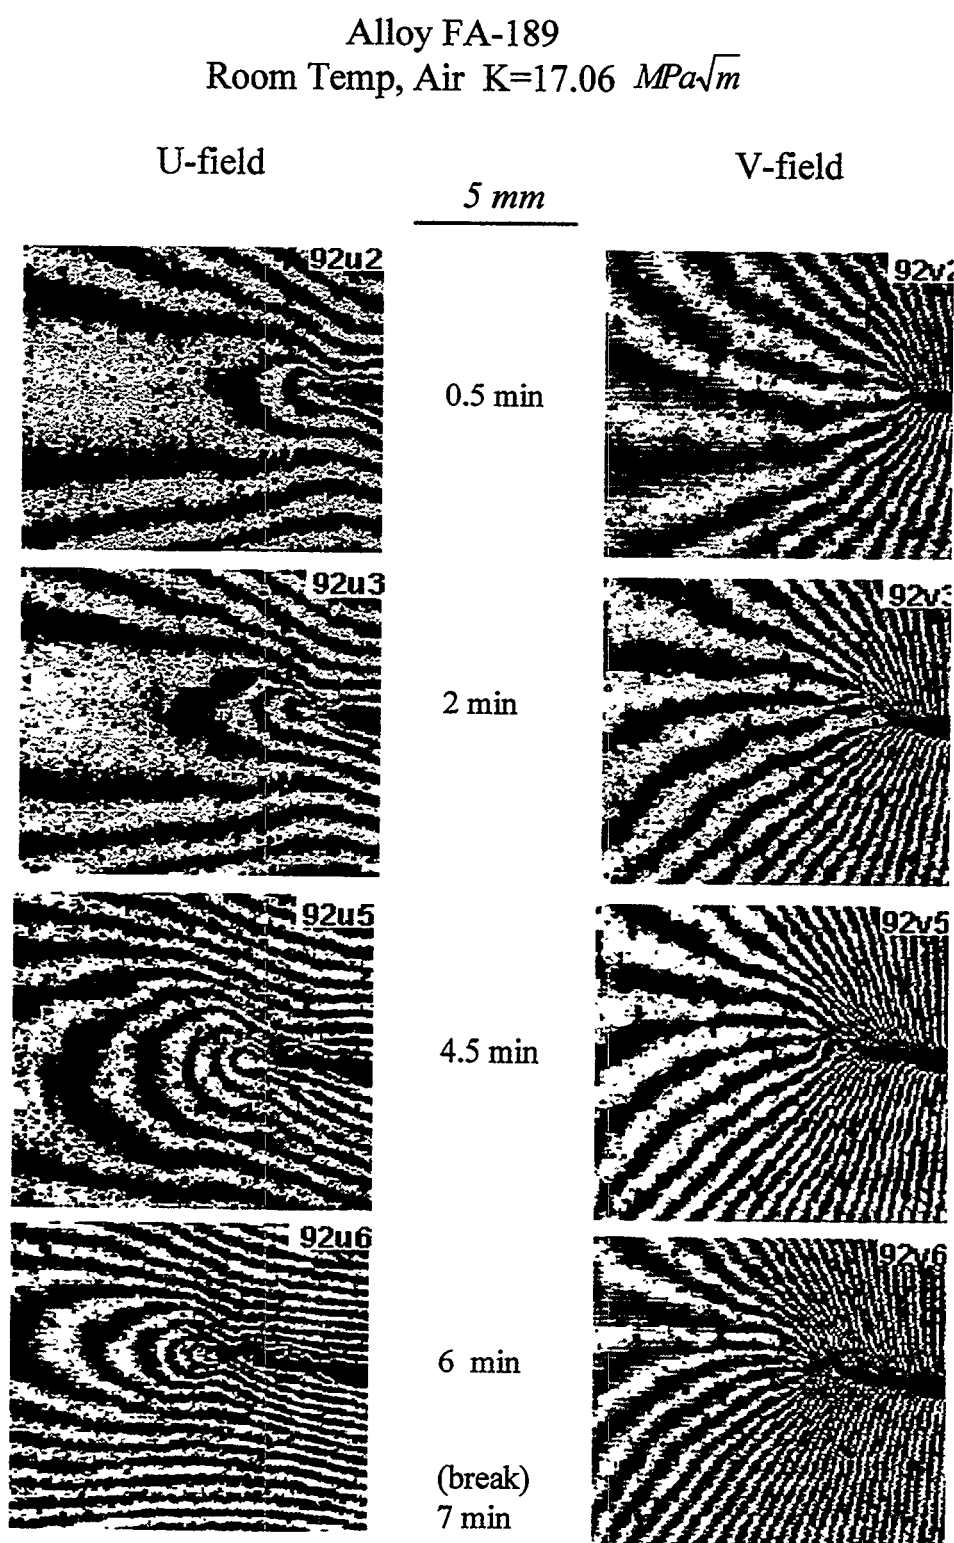 Alloy FA-189
Room Temp, Air K=17.06 MPa√m
U-field
V-field
5 mm
92u2
92v2
0.5 min
92u3
92v3
2 min
92u5
92v5
4.5 min
92u6
92v6
6 min
(break)
7 min